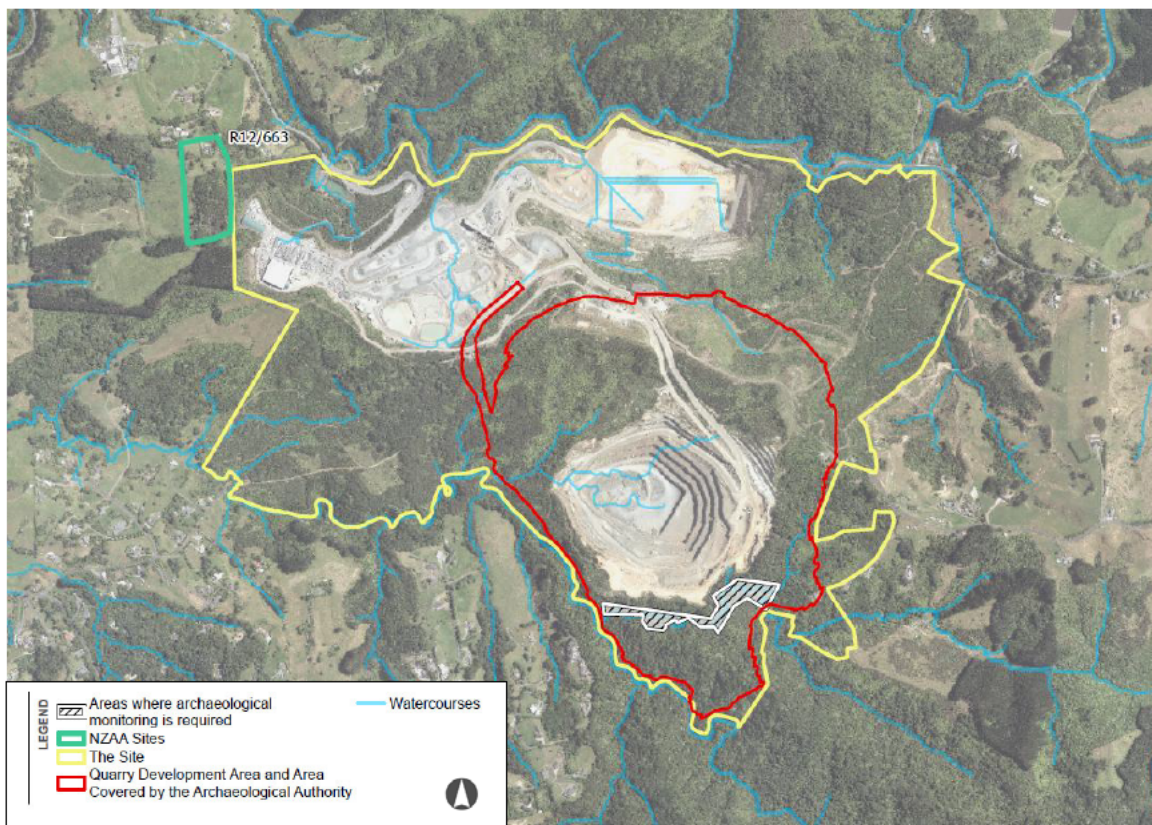 R12/663
LEGEND
Areas where archaeological
monitoring is required
NZAA Sites
The Site
Quarry Development Area and Area
Covered by the Archaeological Authority
Watercourses